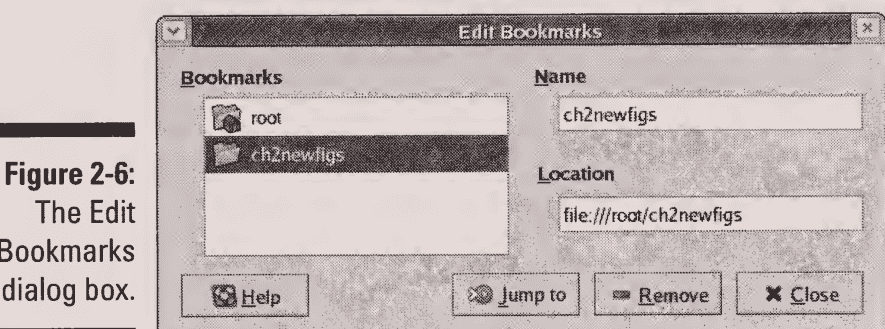 Edit Bookmarks
Bookmarks
root
ch2newfigs
Name
ch2newfigs
Location
file:///root/ch2newfigs
Help
Jump to
Remove
Close
Figure 2-6:
The Edit
Bookmarks
dialog box.